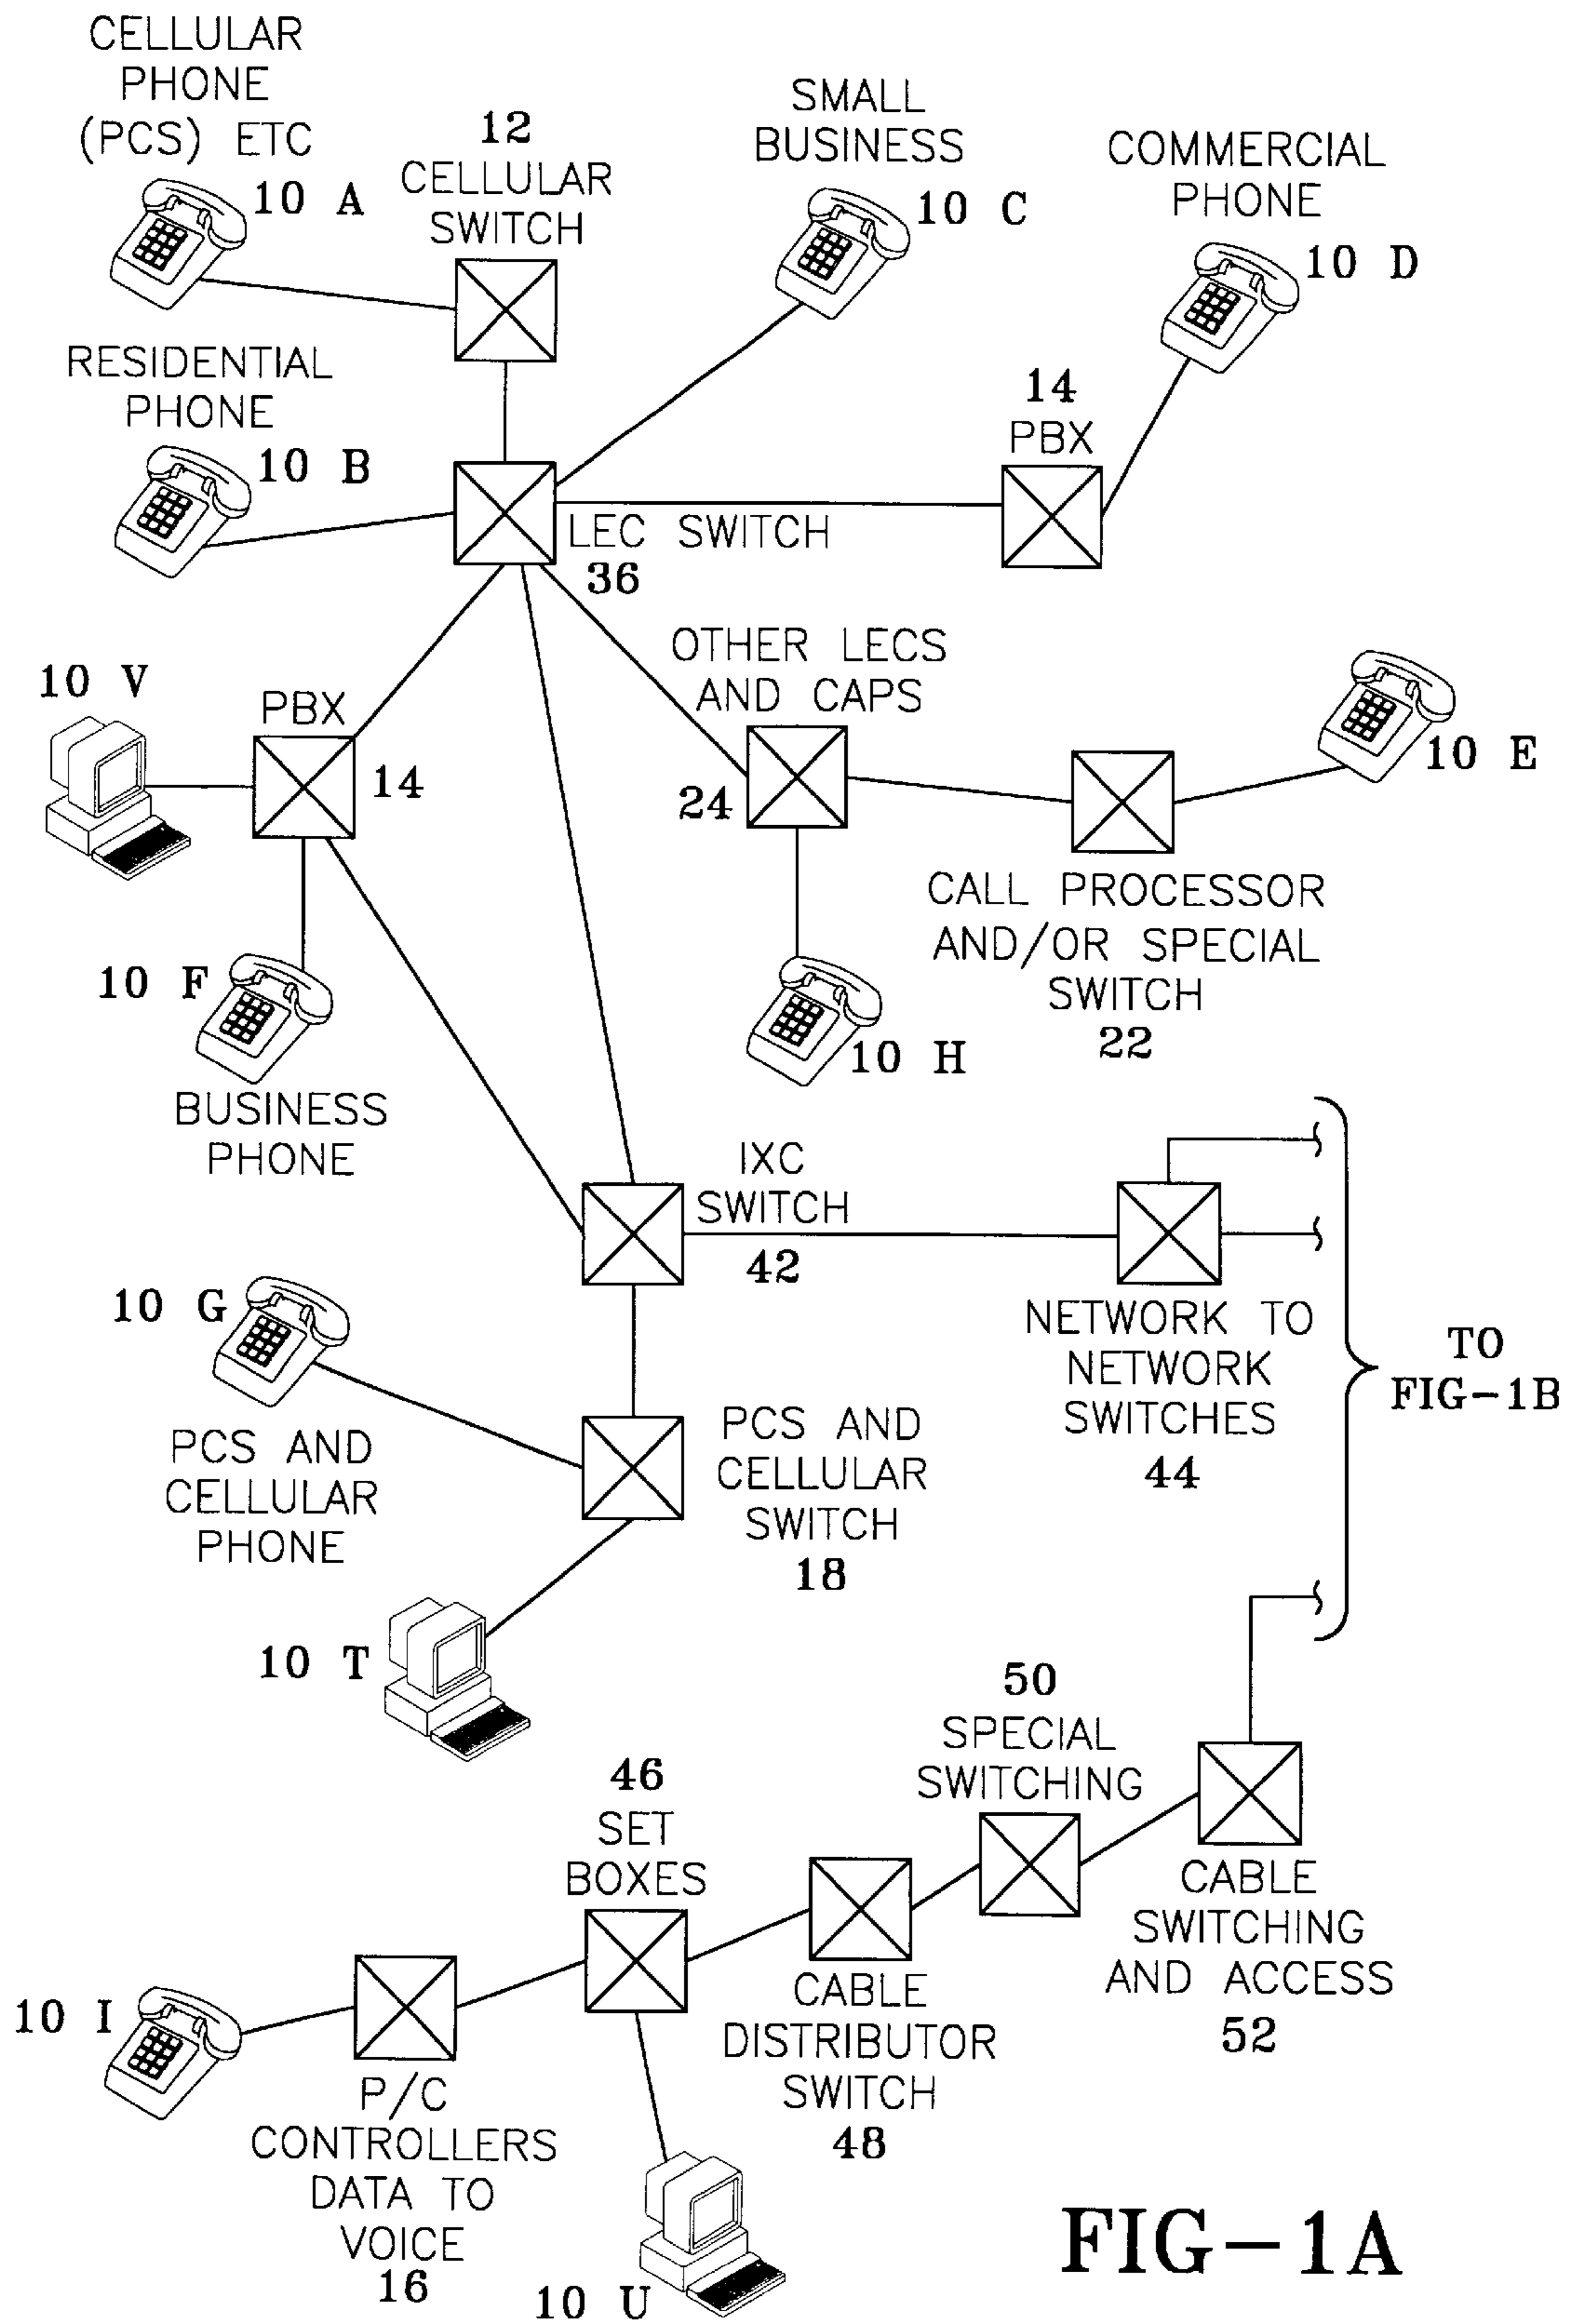 CELLULAR
PHONE
(PCS) ETC
10 A
12
CELLULAR
SWITCH
SMALL
BUSINESS
10 C
COMMERCIAL
PHONE
10 D
RESIDENTIAL
PHONE
10 B
14
PBX
LEC SWITCH
36
10 V
PBX
14
OTHER LECS
AND CAPS
24
10 E
CALL PROCESSOR
AND/OR SPECIAL
SWITCH
22
10 F
BUSINESS
PHONE
10 H
IXC
SWITCH
42
NETWORK TO
NETWORK
SWITCHES
44
TO
FIG-1B
10 G
PCS AND
CELLULAR
PHONE
PCS AND
CELLULAR
SWITCH
18
10 T
50
SPECIAL
SWITCHING
46
SET
BOXES
CABLE
SWITCHING
AND ACCESS
52
CABLE
DISTRIBUTOR
SWITCH
48
10 I
P/C
CONTROLLERS
DATA TO
VOICE
16
10 U
FIG-1A